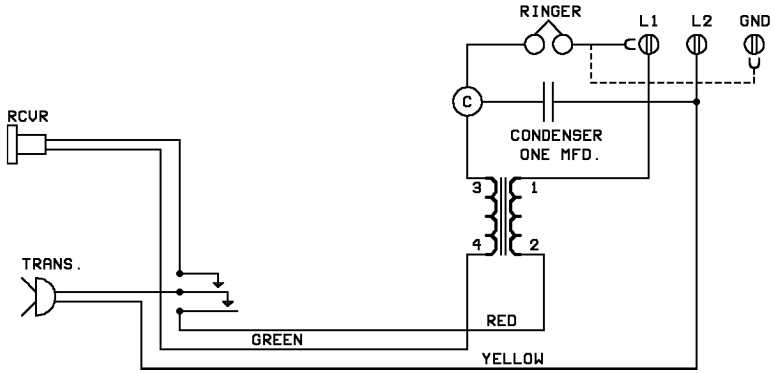 RINGER
L1
L2
GND
C
RCVR
CONDENSER
ONE MFD.
3
1
4
2
TRANS.
RED
GREEN
YELLOW